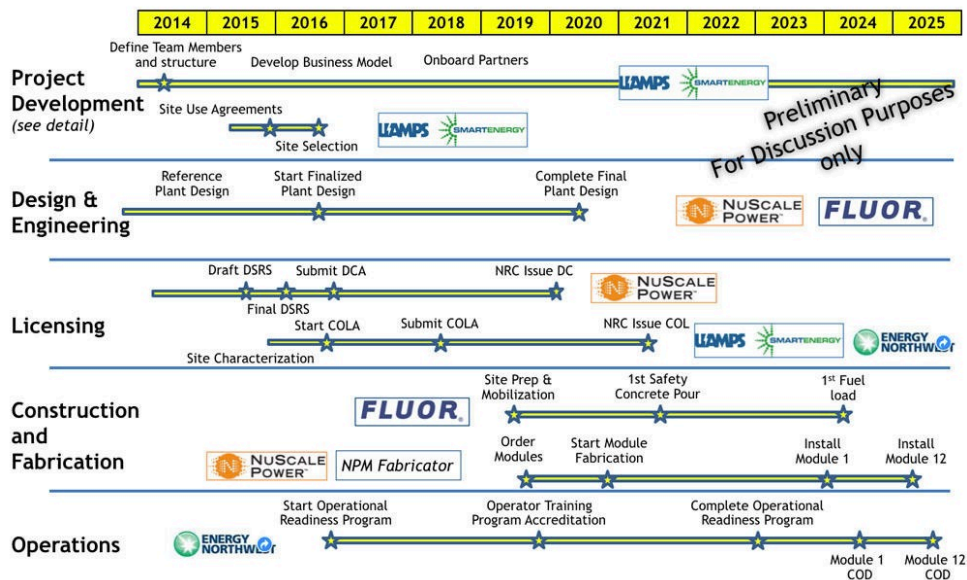 2014 2015 2016 2017 2018 2019 2020 2021 2022 2023 2024 2025
Project
Development
(see detail)
Define Team Members
and structure
Develop Business Model
Onboard Partners
UAMPS SMARTENERGY
Site Use Agreements
Site Selection
UAMPS SMARTENERGY
Preliminary
For Discussion Purposes
only
Design &
Engineering
Reference
Plant Design
Start Finalized
Plant Design
Complete Final
Plant Design
NUSCALE
POWER™
FLUOR®
Licensing
Draft DSRS
Final DSRS
Submit DCA
NRC Issue DC
NUSCALE
POWER™
Site Characterization
Start COLA
Submit COLA
NRC Issue COL
UAMPS SMARTENERGY
ENERGY
NORTHWEST
Construction
and
Fabrication
FLUOR®
Site Prep &
Mobilization
1st Safety
Concrete Pour
1st Fuel
load
NUSCALE
POWER™
NPM Fabricator
Order
Modules
Start Module
Fabrication
Install
Module 1
Install
Module 12
Operations
ENERGY
NORTHWEST
Start Operational
Readiness Program
Operator Training
Program Accreditation
Complete Operational
Readiness Program
Module 1
COD
Module 12
COD